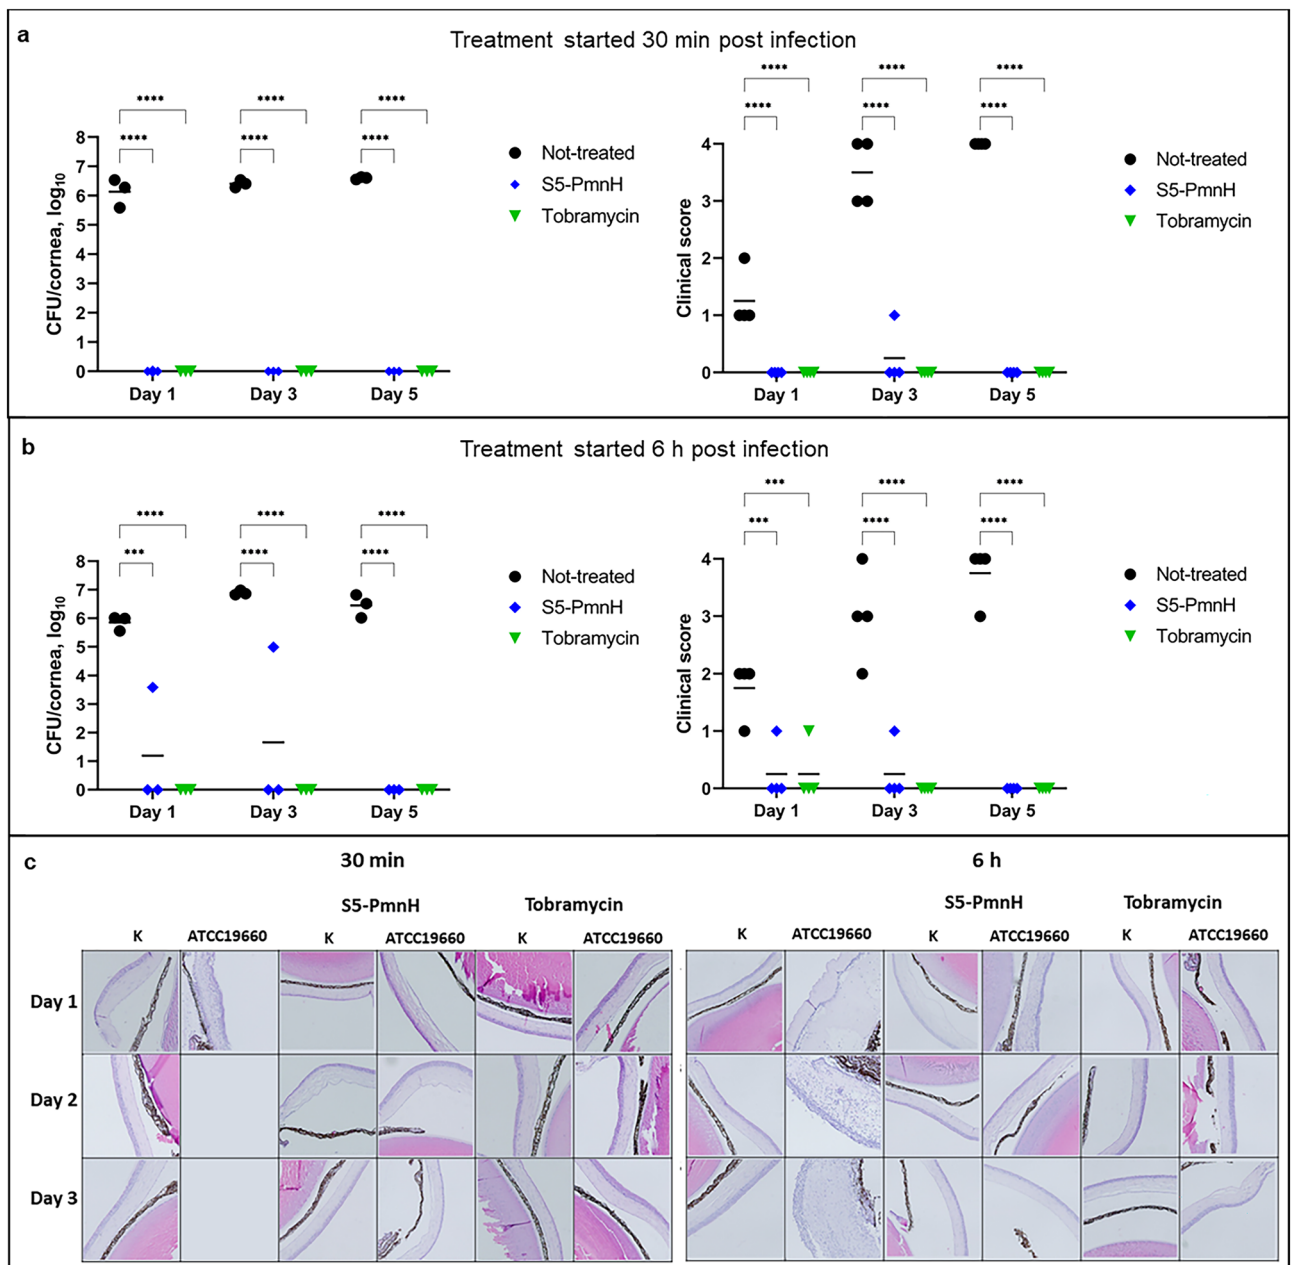 a
Treatment started 30 min post infection
**** ****
**** **** ****
**** **** ****
CFU/cornea, log10
8
7
6
5
4
3
2
1
0
Day 1 Day 3 Day 5
Not-treated
S5-PmnH
Tobramycin
**** **** ****
**** **** ****
Clinical score
4
3
2
1
0
Day 1 Day 3 Day 5
Not-treated
S5-PmnH
Tobramycin
b
Treatment started 6 h post infection
**** **** ****
*** **** ****
CFU/cornea, log10
8
7
6
5
4
3
2
1
0
Day 1 Day 3 Day 5
Not-treated
S5-PmnH
Tobramycin
*** **** ****
*** **** ****
Clinical score
4
3
2
1
0
Day 1 Day 3 Day 5
Not-treated
S5-PmnH
Tobramycin
c
30 min 6 h
S5-PmnH Tobramycin S5-PmnH Tobramycin
K ATCC19660 K ATCC19660 K ATCC19660 K ATCC19660 K ATCC19660 K ATCC19660
Day 1
Day 2
Day 3